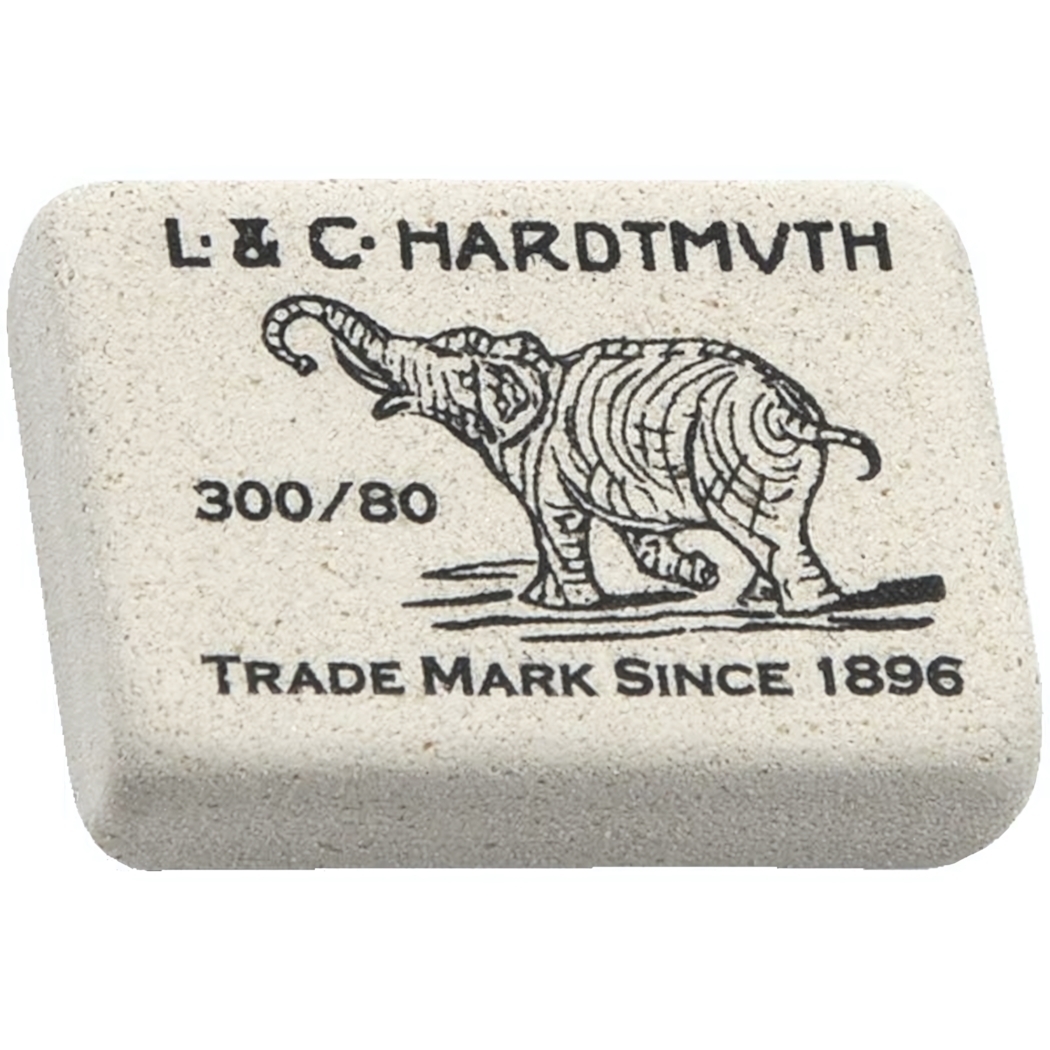 L. & C. HARDTMVTH
300/80
TRADE MARK SINCE 1896